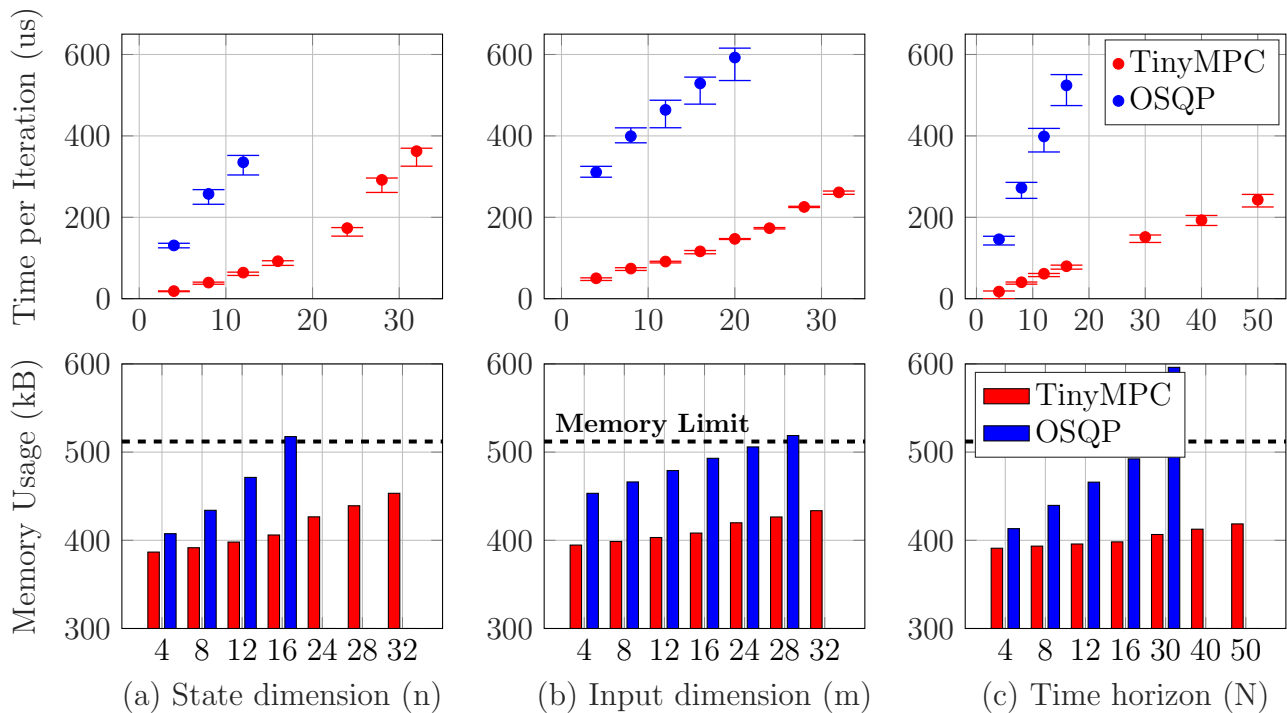 Time per Iteration (us)
600
400
200
0
0 10 20 30
600
400
200
0
0 10 20 30
600
400
200
0
0 10 20 30 40 50
TinyMPC
OSQP
Memory Usage (kB)
600
500
400
300
4 8 12 16 24 28 32
(a) State dimension (n)
600
500
400
300
Memory Limit
4 8 12 16 24 28 32
(b) Input dimension (m)
600
500
400
300
TinyMPC
OSQP
4 8 12 16 30 40 50
(c) Time horizon (N)